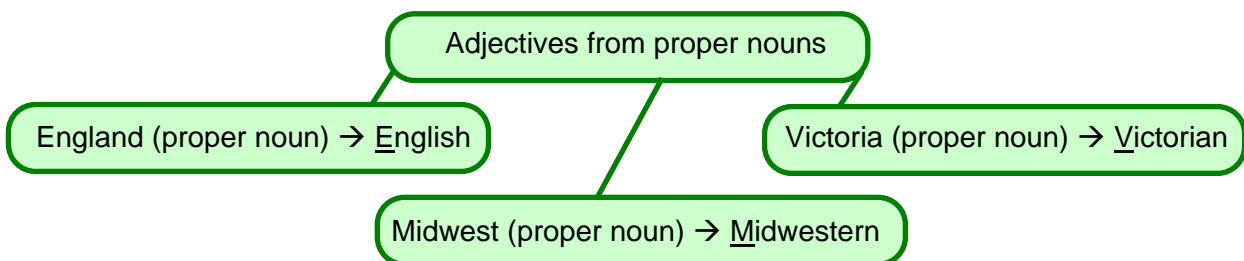 Adjectives from proper nouns
England (proper noun) → English
Victoria (proper noun) → Victorian
Midwest (proper noun) → Midwestern